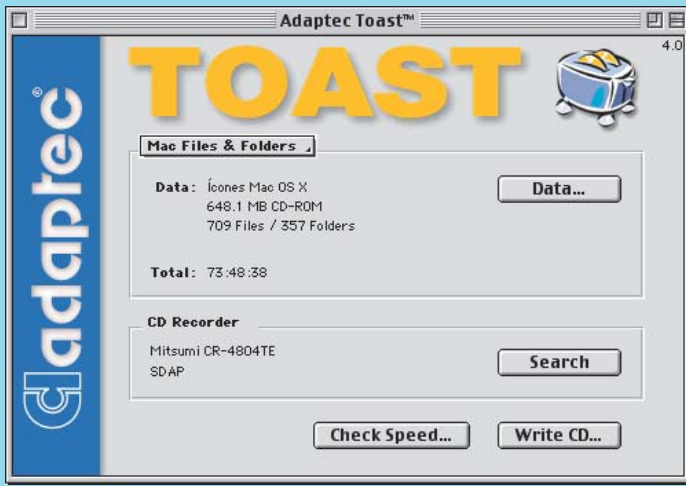 Adaptec Toast™
4.0
adaptec®
TOAST
Mac Files & Folders
Data: Ícones Mac OS X
648.1 MB CD-ROM
709 Files / 357 Folders
Data...
Total: 73:48:38
CD Recorder
Mitsumi CR-4804TE
SDAP
Search
Check Speed...
Write CD...